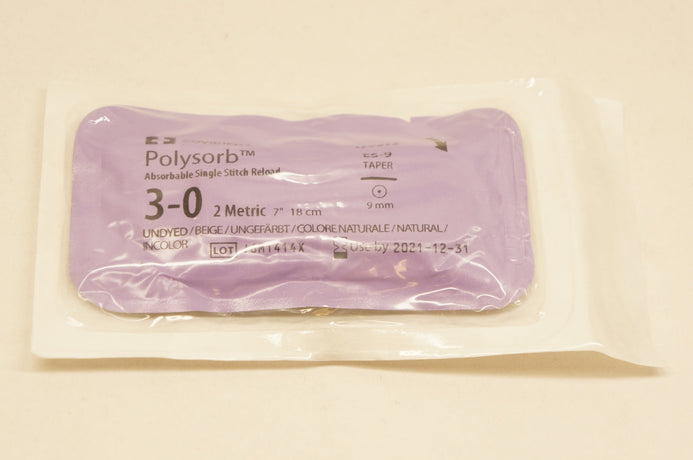 Polysorb™
Absorbable Single Stitch Reload
3-0 2 Metric 7" 18 cm
UNDYED / BEIGE / UNGEFÄRBT / COLORE NATURALE / NATURAL /
INCOLOR
LOT
Use by 2021-12-31
ES-9
TAPER
9 mm